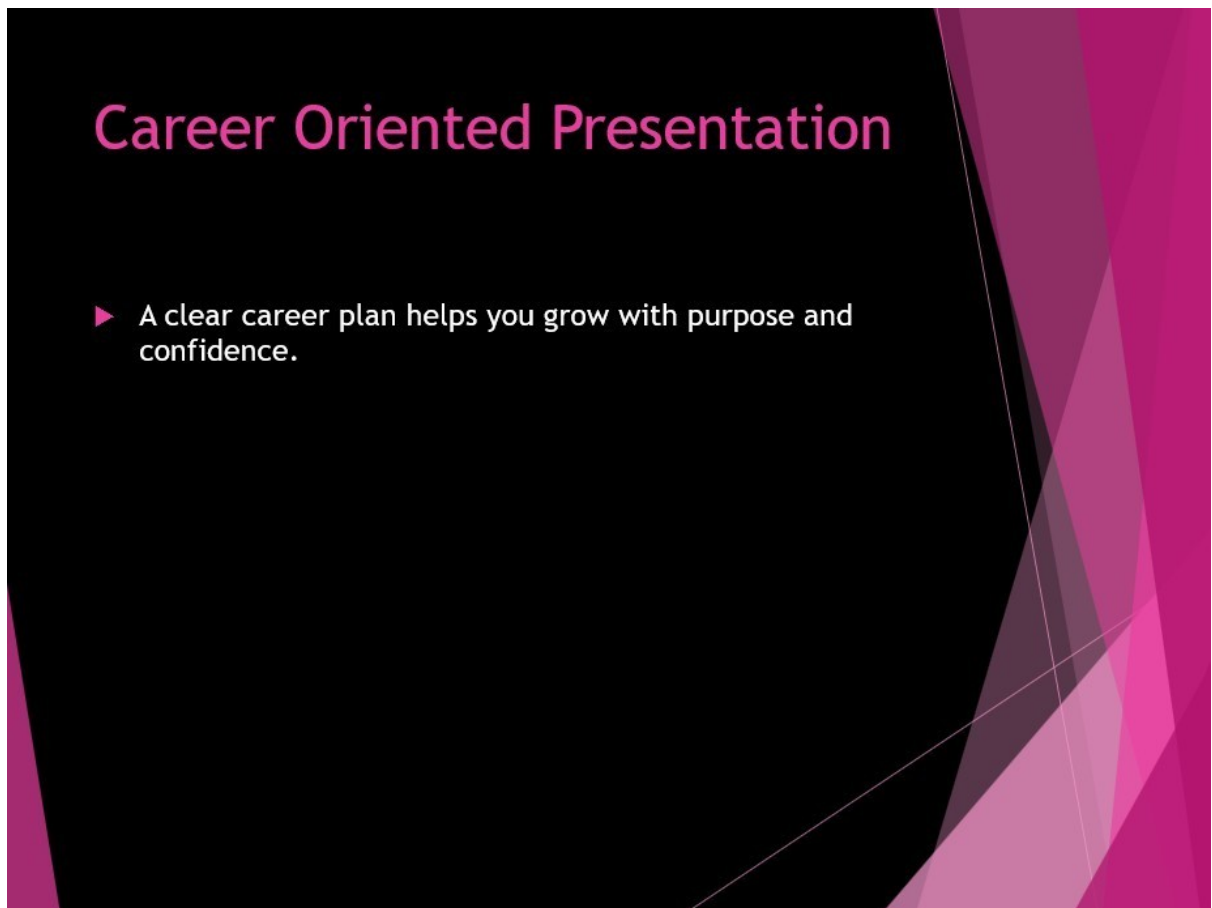 Career Oriented Presentation
A clear career plan helps you grow with purpose and
confidence.